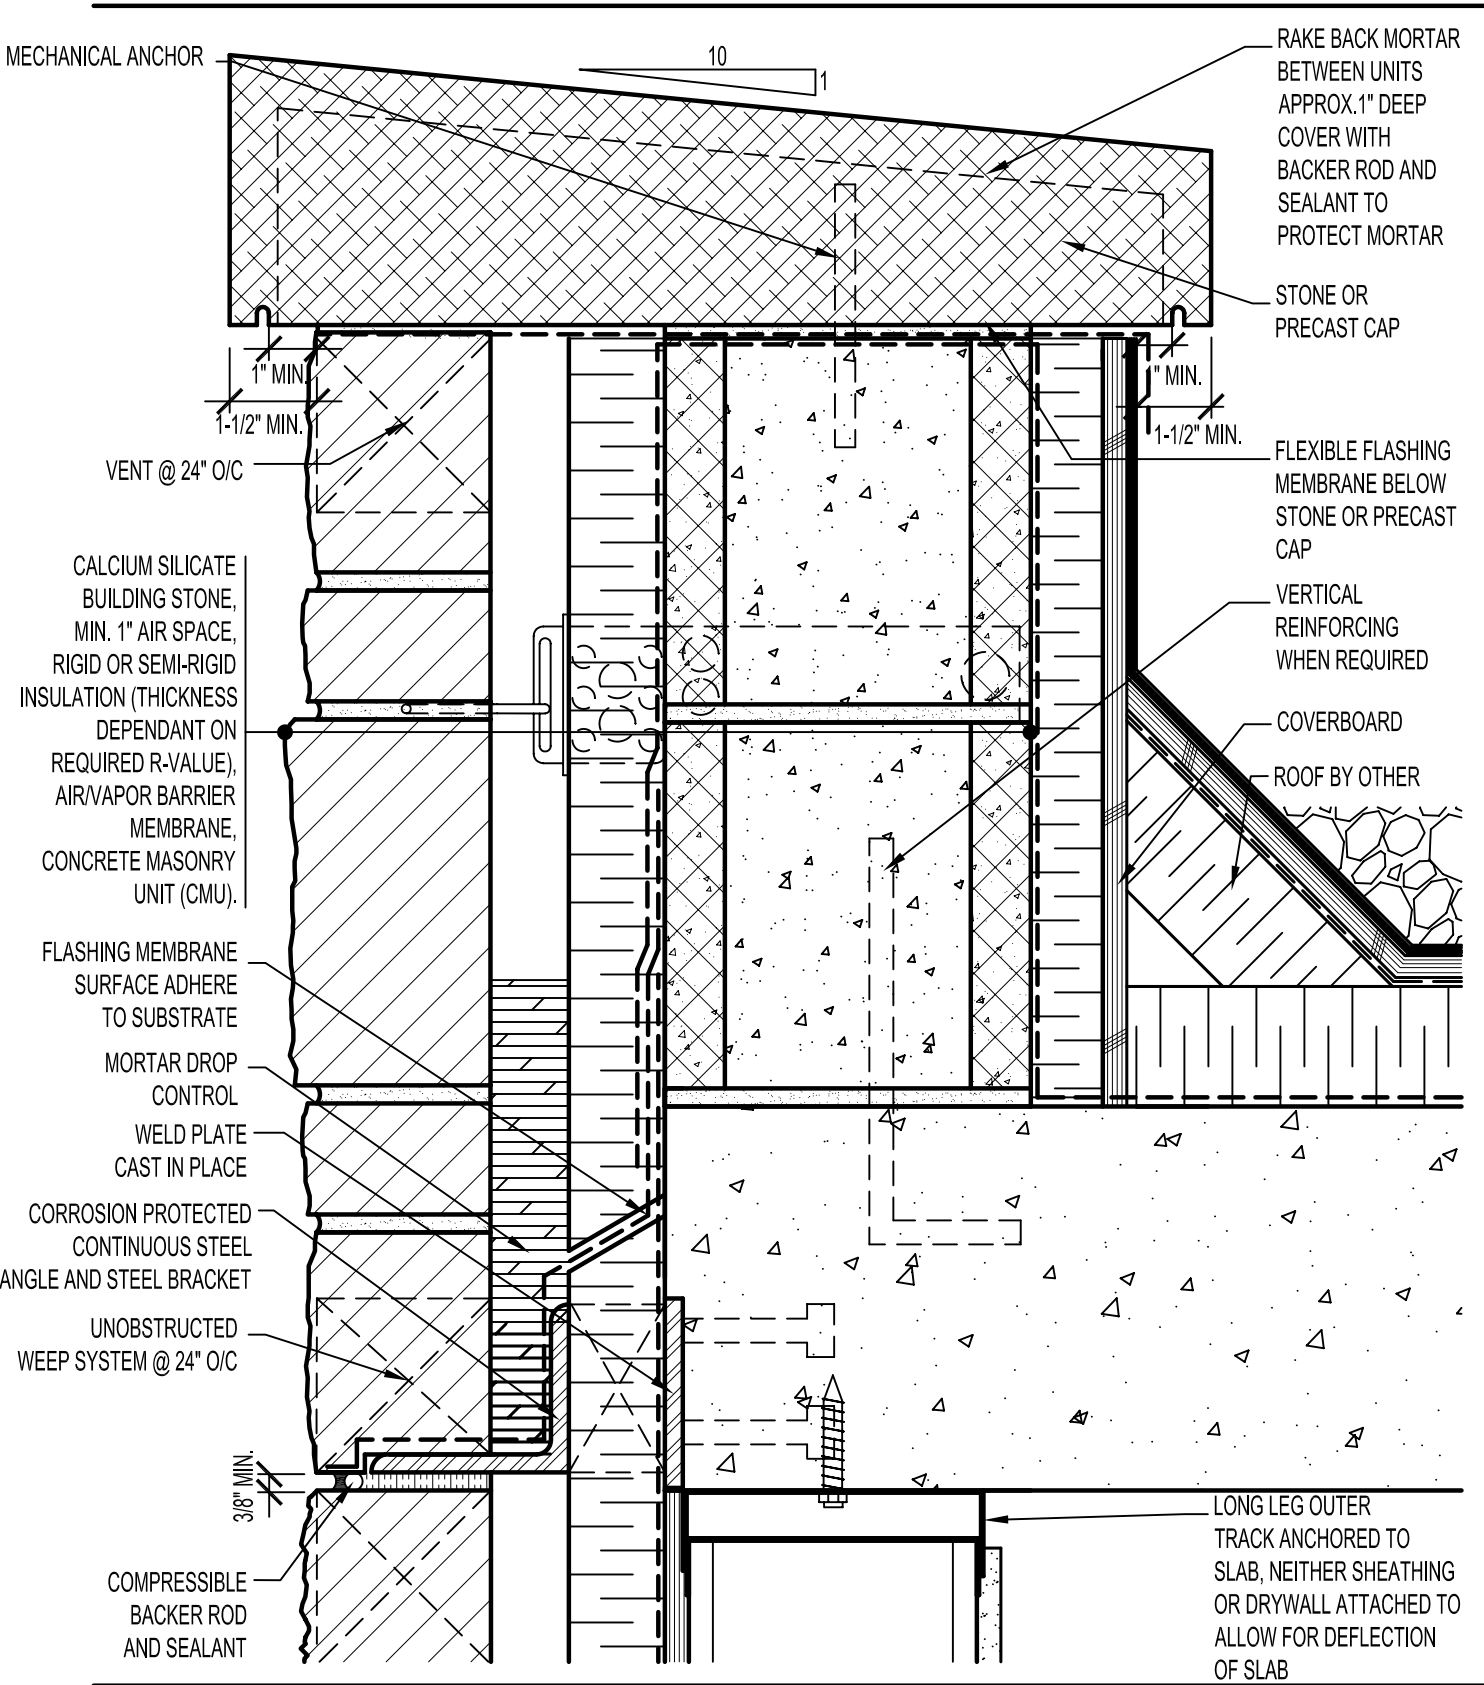 MECHANICAL ANCHOR
10
1
RAKE BACK MORTAR
BETWEEN UNITS
APPROX.1" DEEP
COVER WITH
BACKER ROD AND
SEALANT TO
PROTECT MORTAR
STONE OR
PRECAST CAP
1" MIN.
1-1/2" MIN.
" MIN.
1-1/2" MIN.
VENT @ 24" O/C
FLEXIBLE FLASHING
MEMBRANE BELOW
STONE OR PRECAST
CAP
CALCIUM SILICATE
BUILDING STONE,
MIN. 1" AIR SPACE,
RIGID OR SEMI-RIGID
INSULATION (THICKNESS
DEPENDANT ON
REQUIRED R-VALUE),
AIR/VAPOR BARRIER
MEMBRANE,
CONCRETE MASONRY
UNIT (CMU).
VERTICAL
REINFORCING
WHEN REQUIRED
COVERBOARD
ROOF BY OTHER
FLASHING MEMBRANE
SURFACE ADHERE
TO SUBSTRATE
MORTAR DROP
CONTROL
WELD PLATE
CAST IN PLACE
CORROSION PROTECTED
CONTINUOUS STEEL
ANGLE AND STEEL BRACKET
UNOBSTRUCTED
WEEP SYSTEM @ 24" O/C
3/8" MIN.
COMPRESSIBLE
BACKER ROD
AND SEALANT
LONG LEG OUTER
TRACK ANCHORED TO
SLAB, NEITHER SHEATHING
OR DRYWALL ATTACHED TO
ALLOW FOR DEFLECTION
OF SLAB